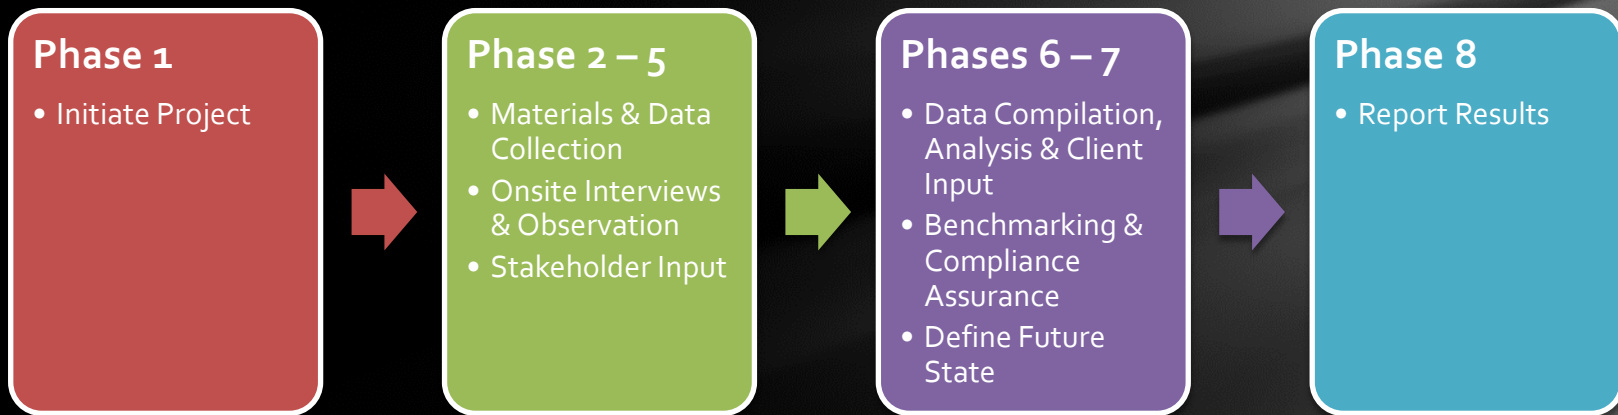 Phase 1
• Initiate Project
Phase 2 – 5
• Materials & Data
Collection
• Onsite Interviews
& Observation
• Stakeholder Input
Phases 6 – 7
• Data Compilation,
Analysis & Client
Input
• Benchmarking &
Compliance
Assurance
• Define Future
State
Phase 8
• Report Results